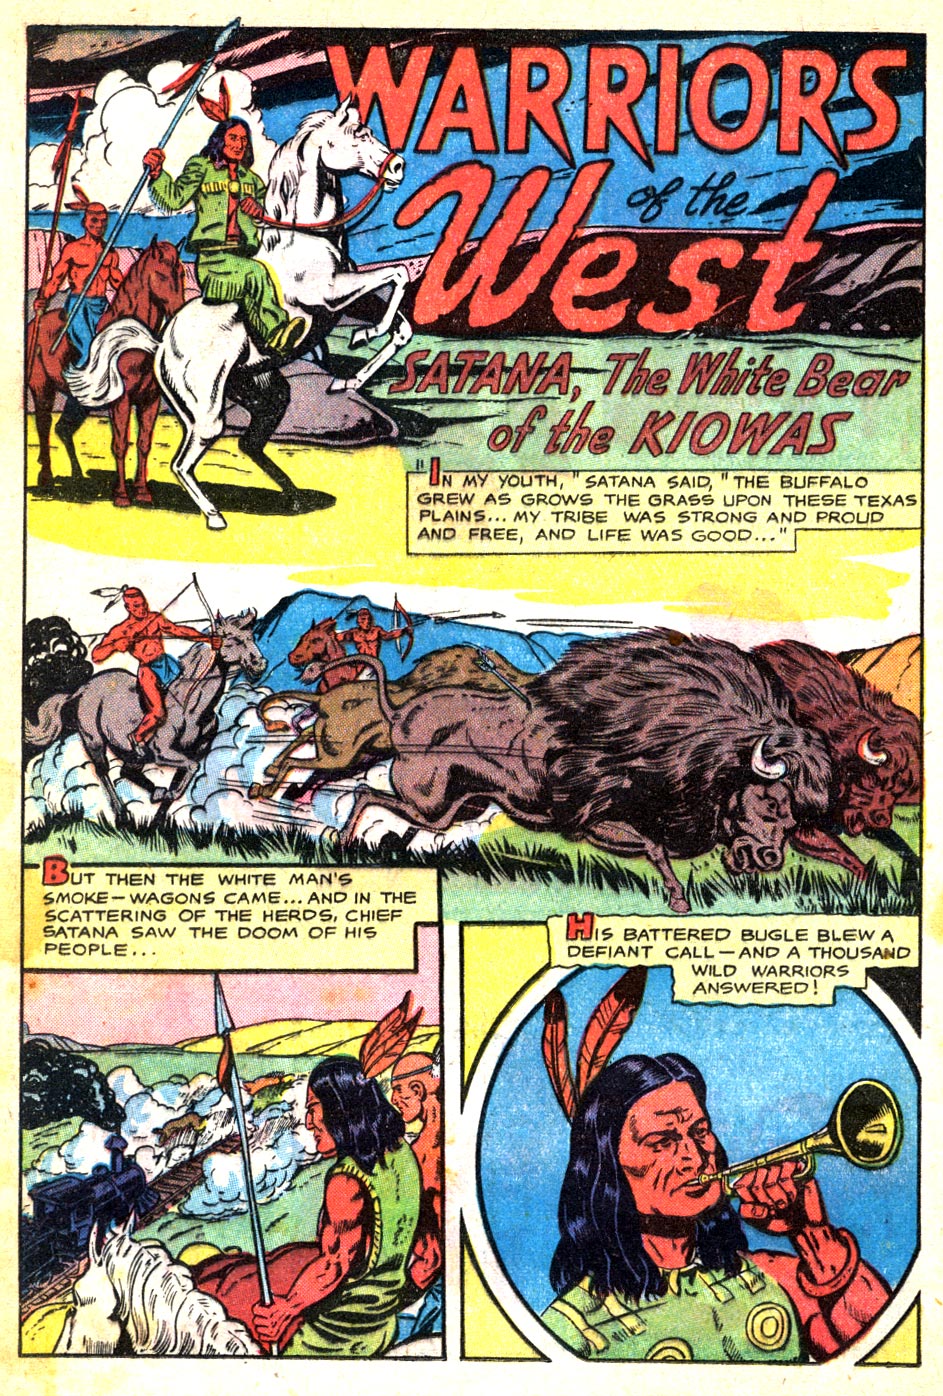 WARRIORS
of the
West
SATANA, The White Bear
of the KIOWAS
"IN MY YOUTH," SATANA SAID, "THE BUFFALO
GREW AS GROWS THE GRASS UPON THESE TEXAS
PLAINS... MY TRIBE WAS STRONG AND PROUD
AND FREE, AND LIFE WAS GOOD..."
BUT THEN THE WHITE MAN'S
SMOKE-WAGONS CAME... AND IN THE
SCATTERING OF THE HERDS, CHIEF
SATANA SAW THE DOOM OF HIS
PEOPLE...
HIS BATTERED BUGLE BLEW A
DEFIANT CALL-AND A THOUSAND
WILD WARRIORS
ANSWERED!